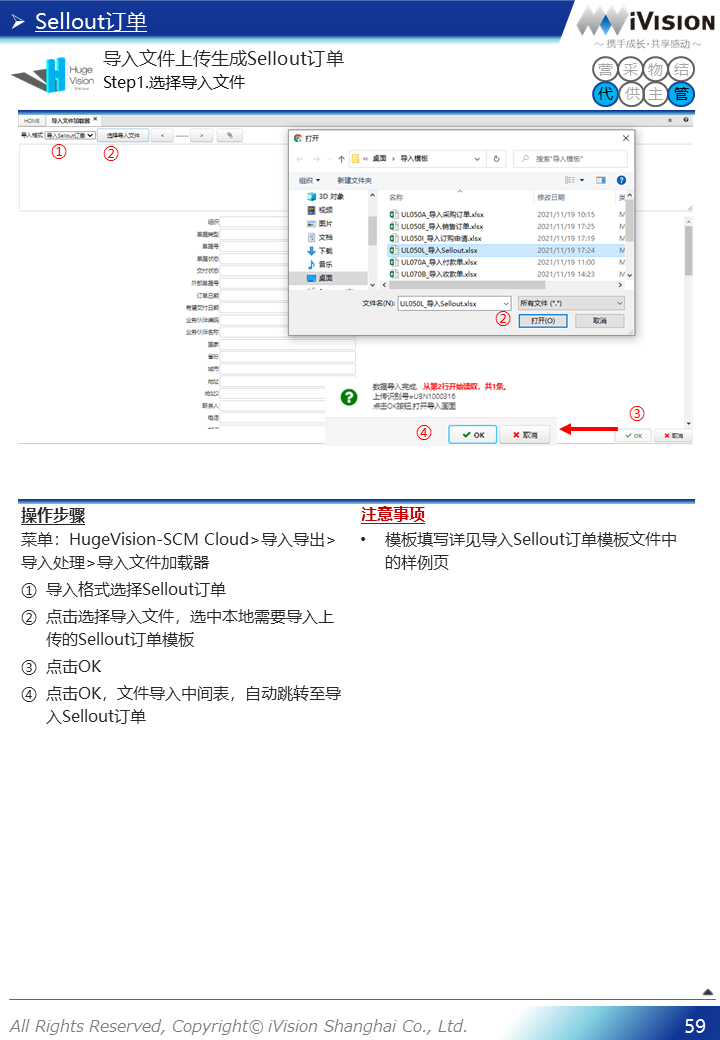 Sellout订单
iVISION
～ 携手成长·共享感动 ～
Huge
Vision
导入文件上传生成Sellout订单
Step1.选择导入文件
营 采 物 结
代 供 主 管
HOME 导入文件加载器 ×
导入格式 导入Sellout订单 选择导入文件 < ------ >
① ②
打开
« 桌面 › 导入模板
搜索"导入模板"
组织 新建文件夹
3D 对象
视频
图片
文档
下载
音乐
桌面
名称 修改日期
UL050A_导入采购订单.xlsx 2021/11/19 10:15 M
UL050E_导入销售订单.xlsx 2021/11/19 17:25 M
UL050I_导入订购申请.xlsx 2021/11/19 17:19 M
UL050L_导入Sellout.xlsx 2021/11/19 17:24 M
UL070A_导入付款单.xlsx 2021/11/19 11:00 M
UL070B_导入收款单.xlsx 2021/11/19 14:23 M
文件名(N): UL050L_导入Sellout.xlsx 所有文件 (*.*)
② 打开(O) 取消
组织
单据类型
单据号
单据状态
交付状态
外部单据号
订单日期
希望交付日期
业务伙伴编码
业务伙伴名称
国家
省份
城市
地址
地址2
联系人
电话
数据导入完成，从第2行开始读取，共1条。
上传识别号=UBN1000316
点击OK按钮,打开导入画面
④ OK 取消
③
OK 取消
操作步骤
菜单：HugeVision-SCM Cloud>导入导出>
导入处理>导入文件加载器
① 导入格式选择Sellout订单
② 点击选择导入文件，选中本地需要导入上
传的Sellout订单模板
③ 点击OK
④ 点击OK，文件导入中间表，自动跳转至导
入Sellout订单
注意事项
• 模板填写详见导入Sellout订单模板文件中
的样例页
All Rights Reserved, Copyright© iVision Shanghai Co., Ltd.
59